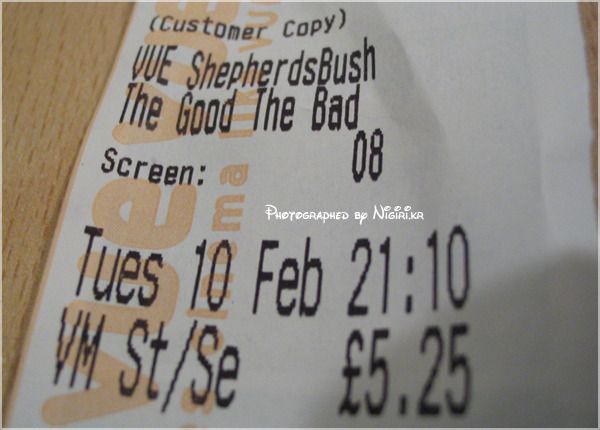 (Customer Copy)
VUE ShepherdsBush
The Good The Bad
Screen: 08
Photographed by Nigiri.kr
Tues 10 Feb 21:10
VM St/Se £5.25